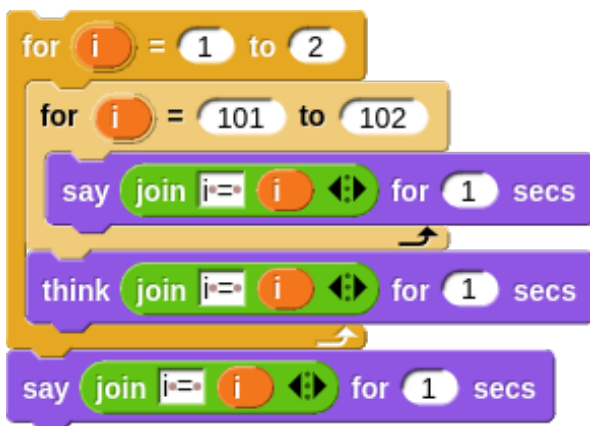 for i = 1 to 2
for i = 101 to 102
say join i = i for 1 secs
think join i = i for 1 secs
say join i = i for 1 secs